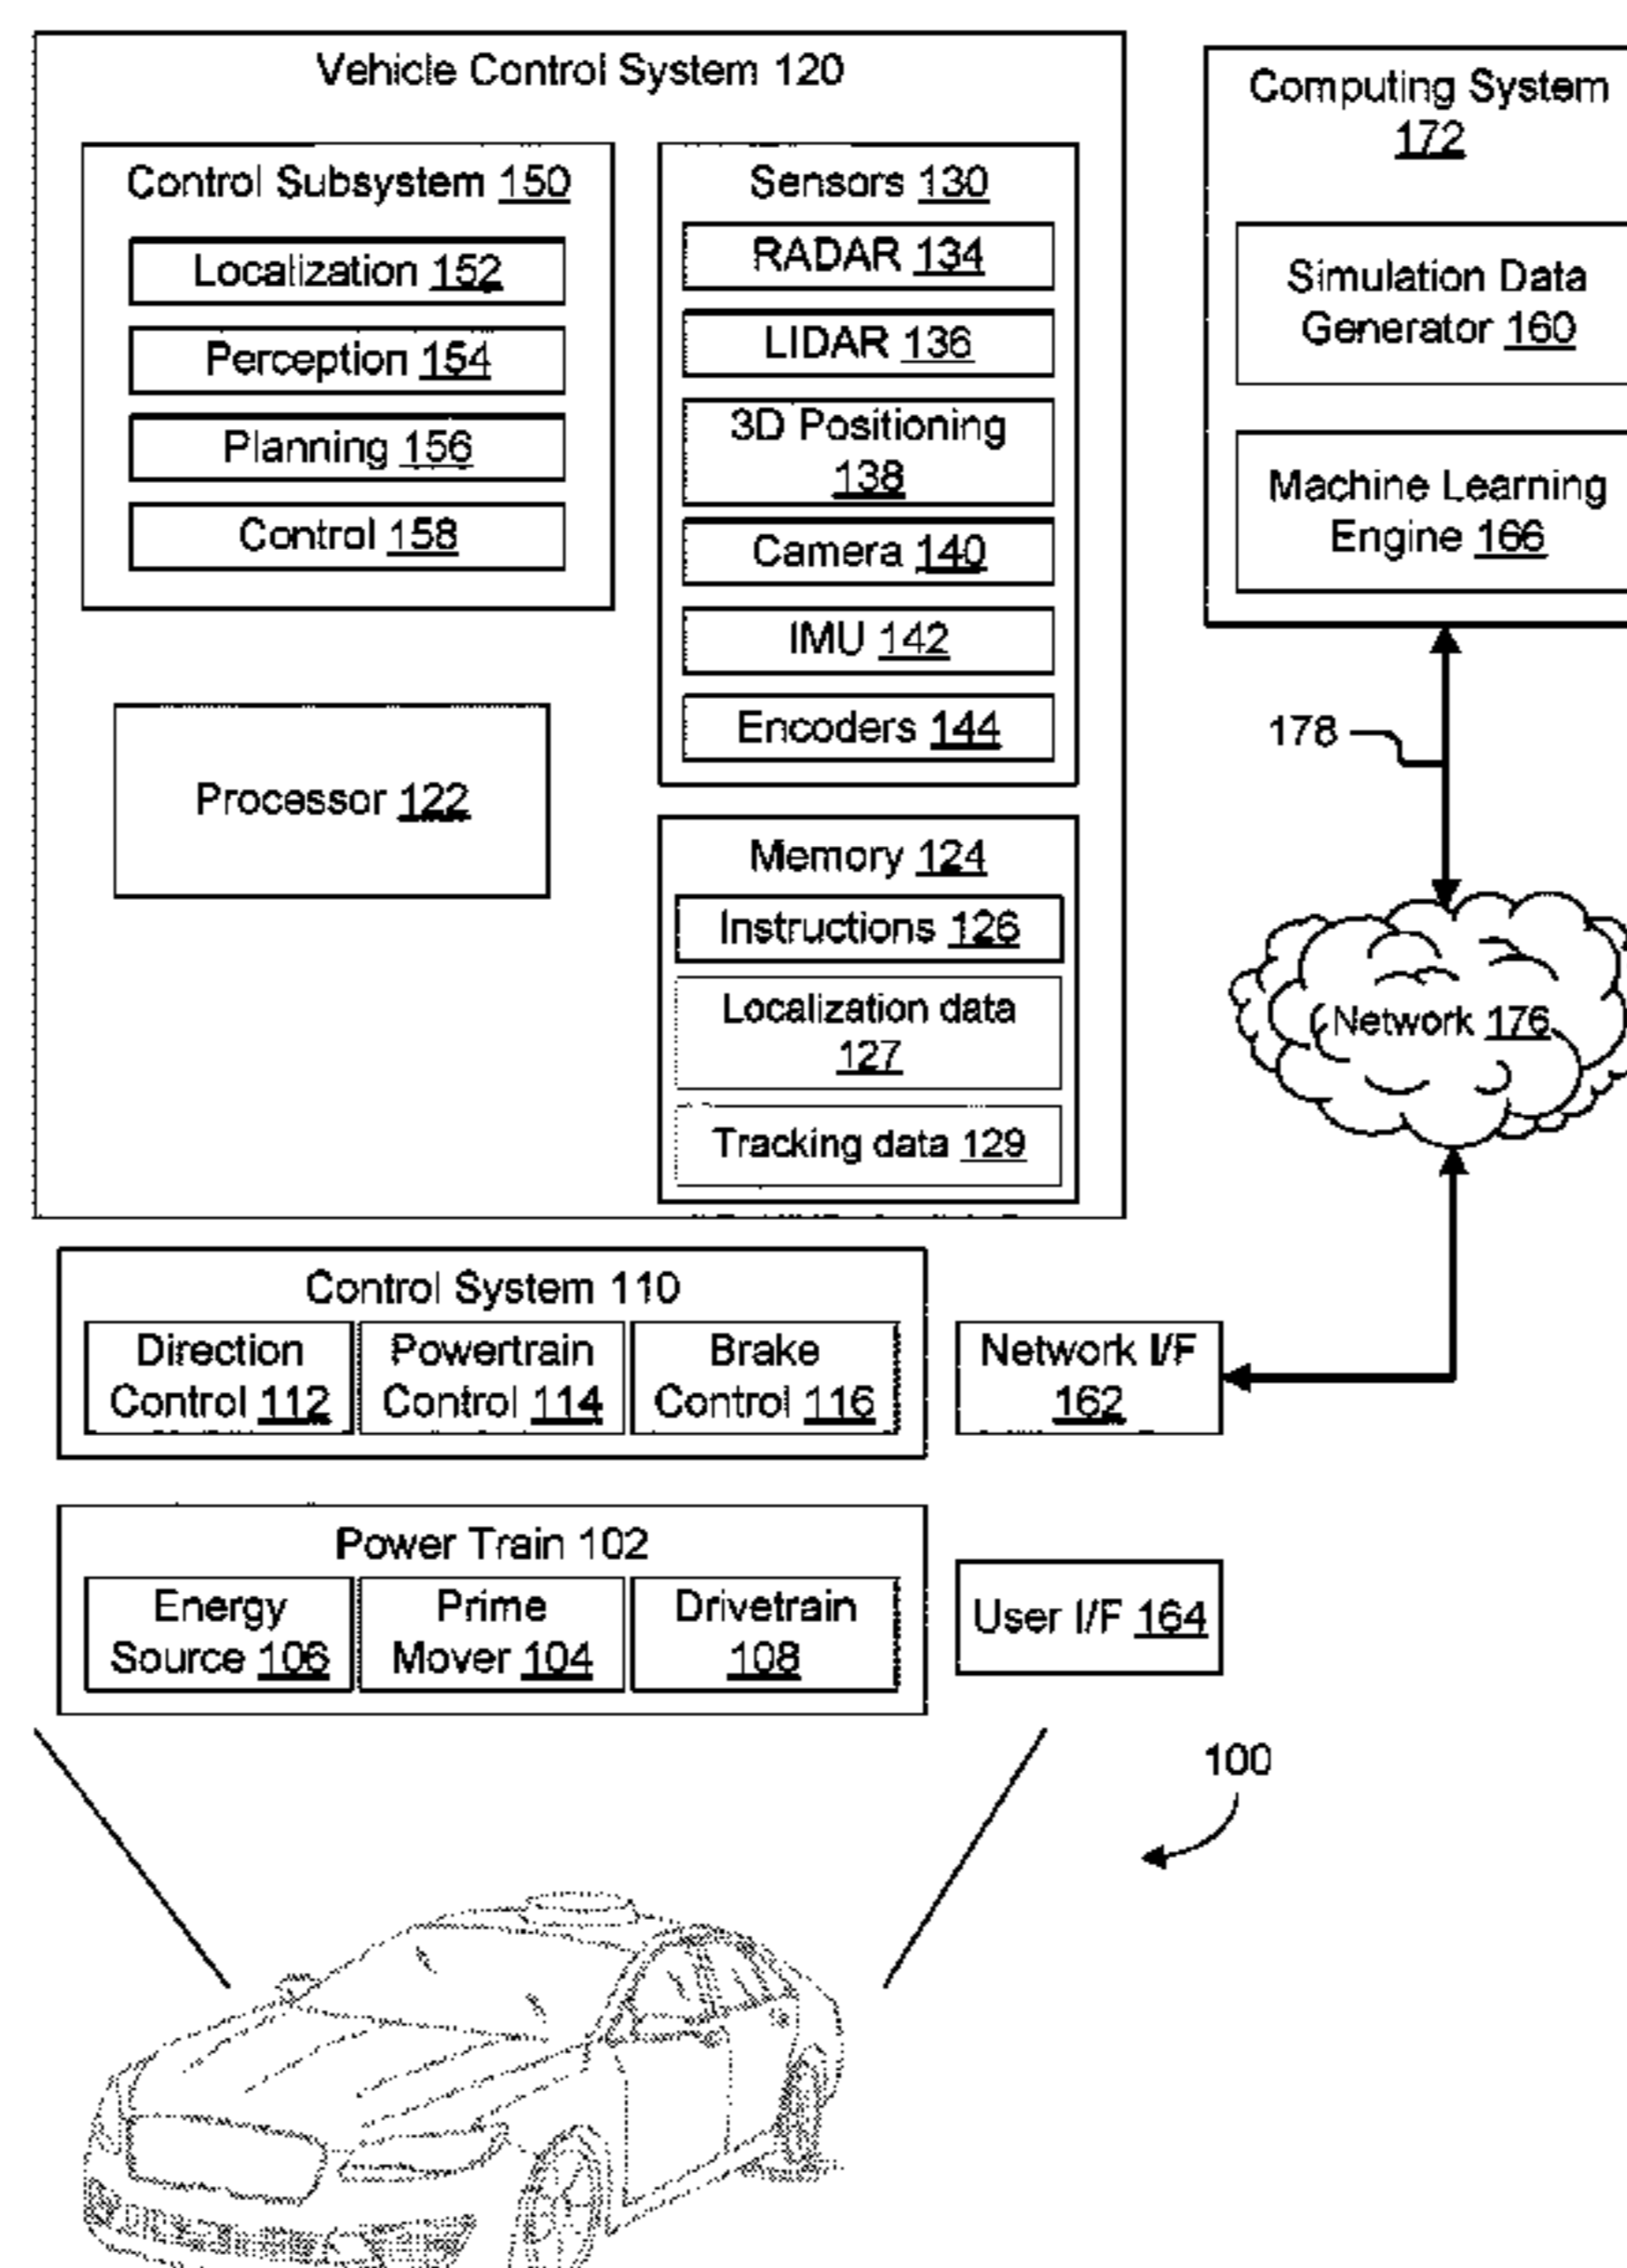 Vehicle Control System 120
Control Subsystem 150
Localization 152
Perception 154
Planning 156
Control 158
Processor 122
Sensors 130
RADAR 134
LIDAR 136
3D Positioning
138
Camera 140
IMU 142
Encoders 144
Memory 124
Instructions 126
Localization data
127
Tracking data 129
Computing System
172
Simulation Data
Generator 160
Machine Learning
Engine 166
178
Network 176
Control System 110
Direction
Control 112
Powertrain
Control 114
Brake
Control 116
Network I/F
162
Power Train 102
Energy
Source 106
Prime
Mover 104
Drivetrain
108
User I/F 164
100